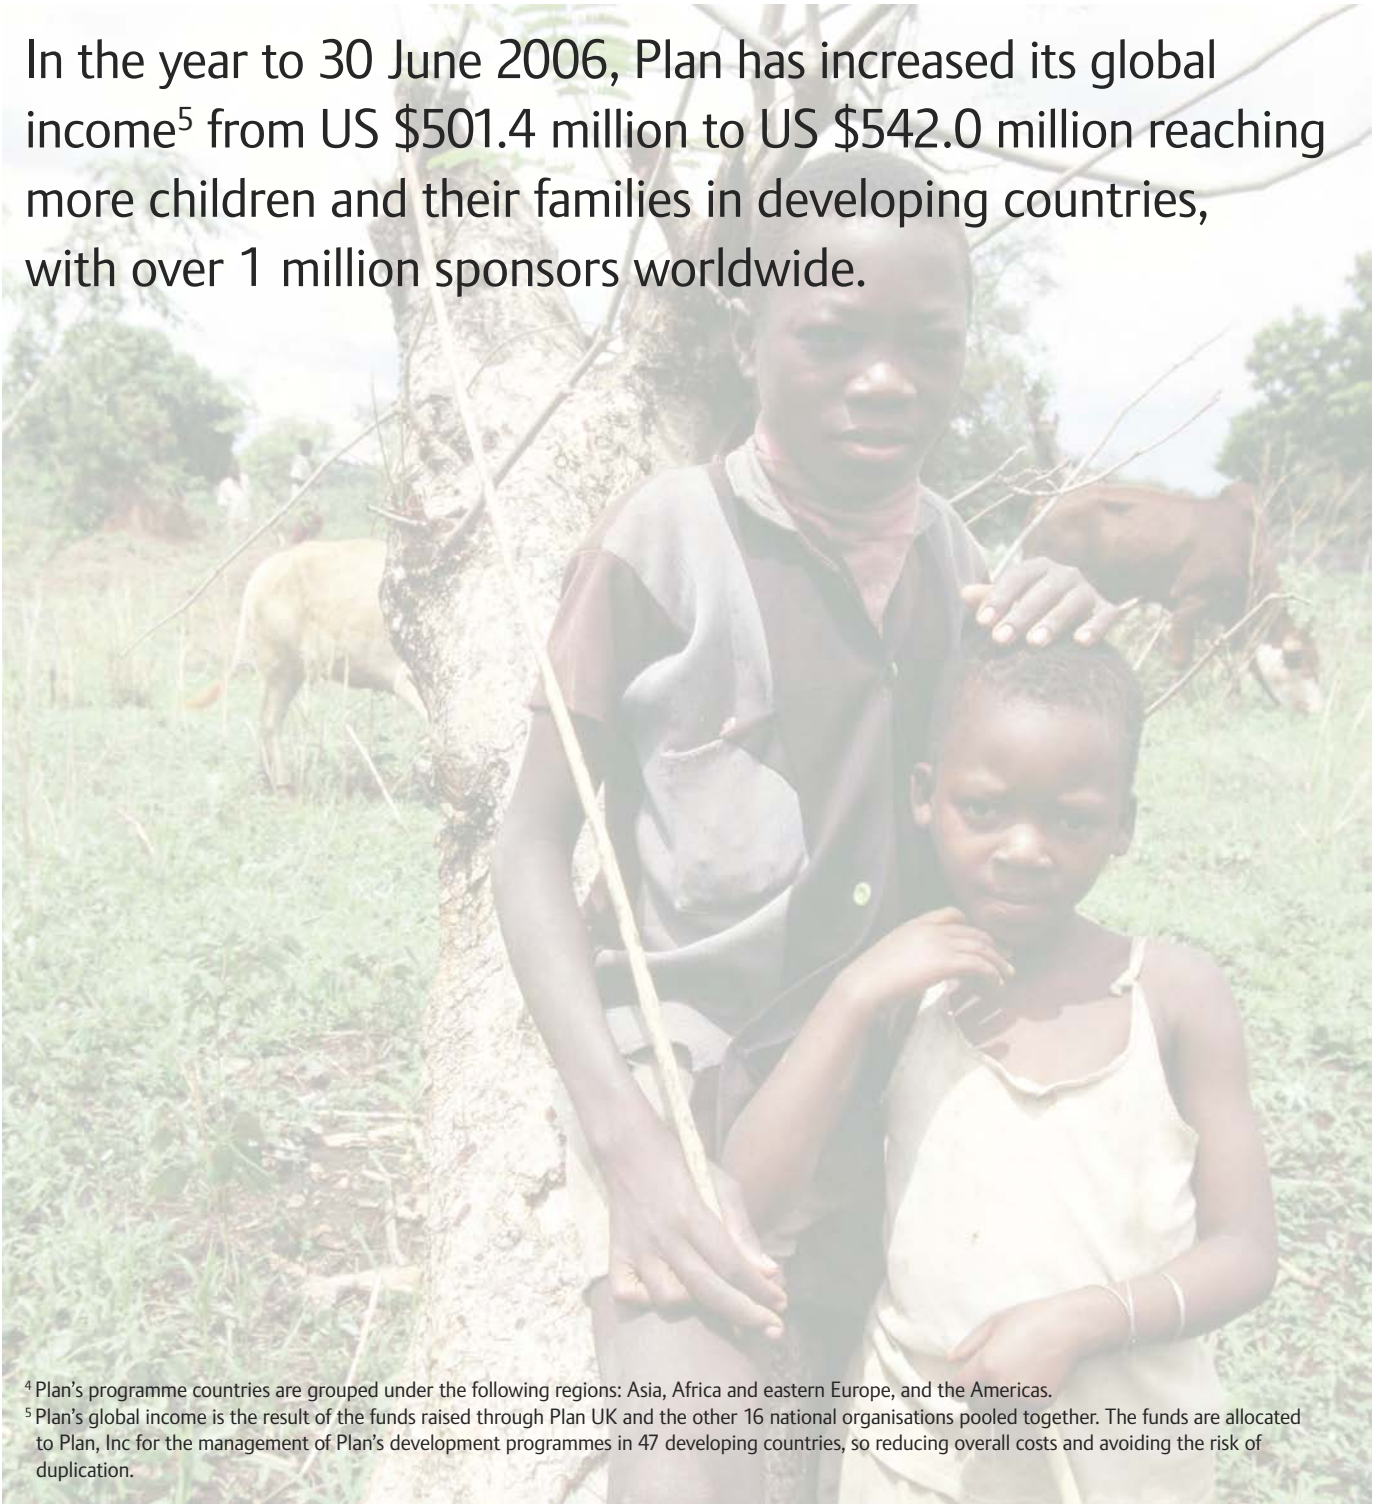 In the year to 30 June 2006, Plan has increased its global
income⁵ from US $501.4 million to US $542.0 million reaching
more children and their families in developing countries,
with over 1 million sponsors worldwide.
⁴ Plan's programme countries are grouped under the following regions: Asia, Africa and eastern Europe, and the Americas.
⁵ Plan's global income is the result of the funds raised through Plan UK and the other 16 national organisations pooled together. The funds are allocated
to Plan, Inc for the management of Plan's development programmes in 47 developing countries, so reducing overall costs and avoiding the risk of
duplication.